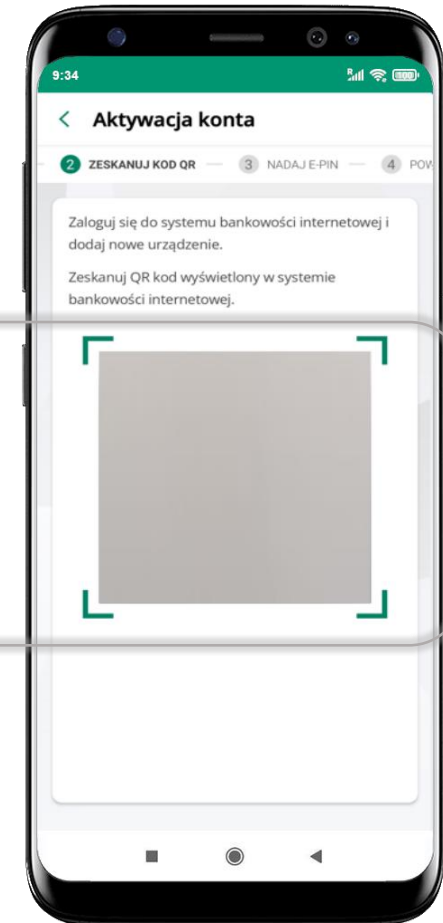 9:34
Aktywacja konta
2 ZESKANUJ KOD QR 3 NADAJ E-PIN 4 POW
Zaloguj się do systemu bankowości internetowej i
dodaj nowe urządzenie.
Zeskanuj QR kod wyświetlony w systemie
bankowości internetowej.